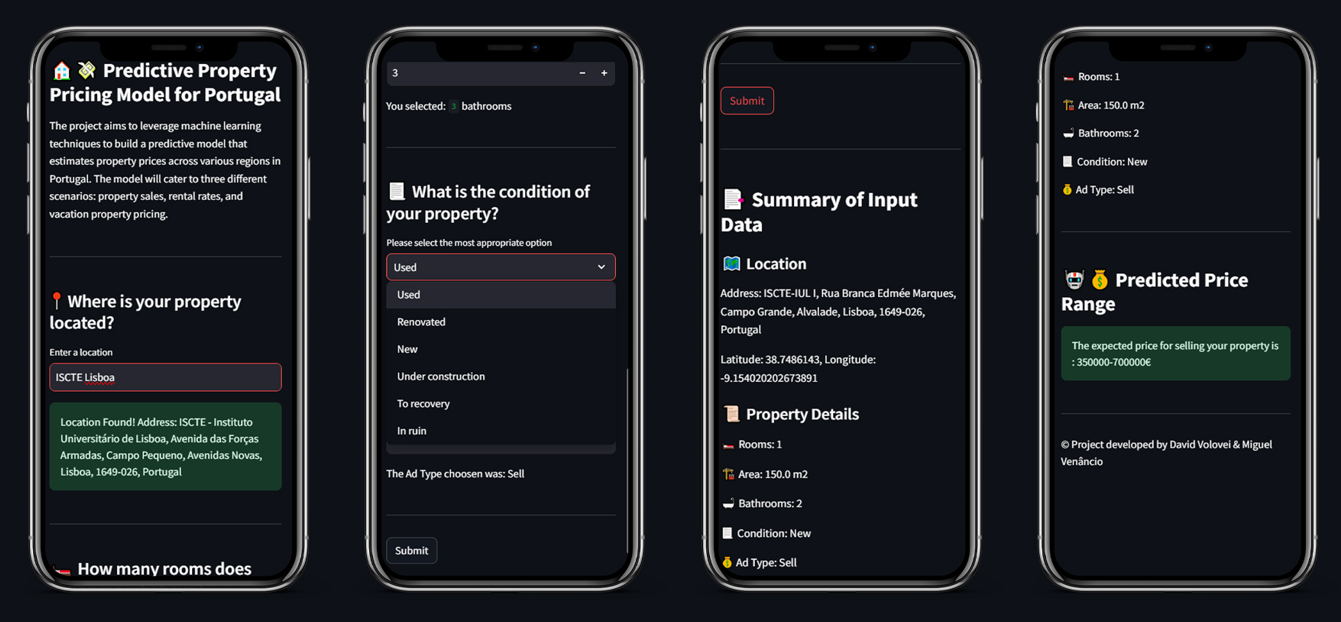 🏠 💸 Predictive Property
Pricing Model for Portugal
The project aims to leverage machine learning
techniques to build a predictive model that
estimates property prices across various regions in
Portugal. The model will cater to three different
scenarios: property sales, rental rates, and
vacation property pricing.
📍 Where is your property
located?
Enter a location
ISCTE Lisboa
Location Found! Address: ISCTE - Instituto
Universitário de Lisboa, Avenida das Forças
Armadas, Campo Pequeno, Avenidas Novas,
Lisboa, 1649-026, Portugal
🛏️ How many rooms does
3 − +
You selected: 3 bathrooms
📃 What is the condition of
your property?
Please select the most appropriate option
Used
Used
Renovated
New
Under construction
To recovery
In ruin
The Ad Type choosen was: Sell
Submit
Submit
📑 Summary of Input
Data
🗺️ Location
Address: ISCTE-IUL I, Rua Branca Edmée Marques,
Campo Grande, Alvalade, Lisboa, 1649-026,
Portugal
Latitude: 38.7486143, Longitude:
-9.154020202673891
📜 Property Details
🛏️ Rooms: 1
🏗️ Area: 150.0 m2
🛁 Bathrooms: 2
📃 Condition: New
💰 Ad Type: Sell
🛏️ Rooms: 1
🏗️ Area: 150.0 m2
🛁 Bathrooms: 2
📃 Condition: New
💰 Ad Type: Sell
🤖 💰 Predicted Price
Range
The expected price for selling your property is
: 350000-700000€
© Project developed by David Volovei & Miguel
Venâncio